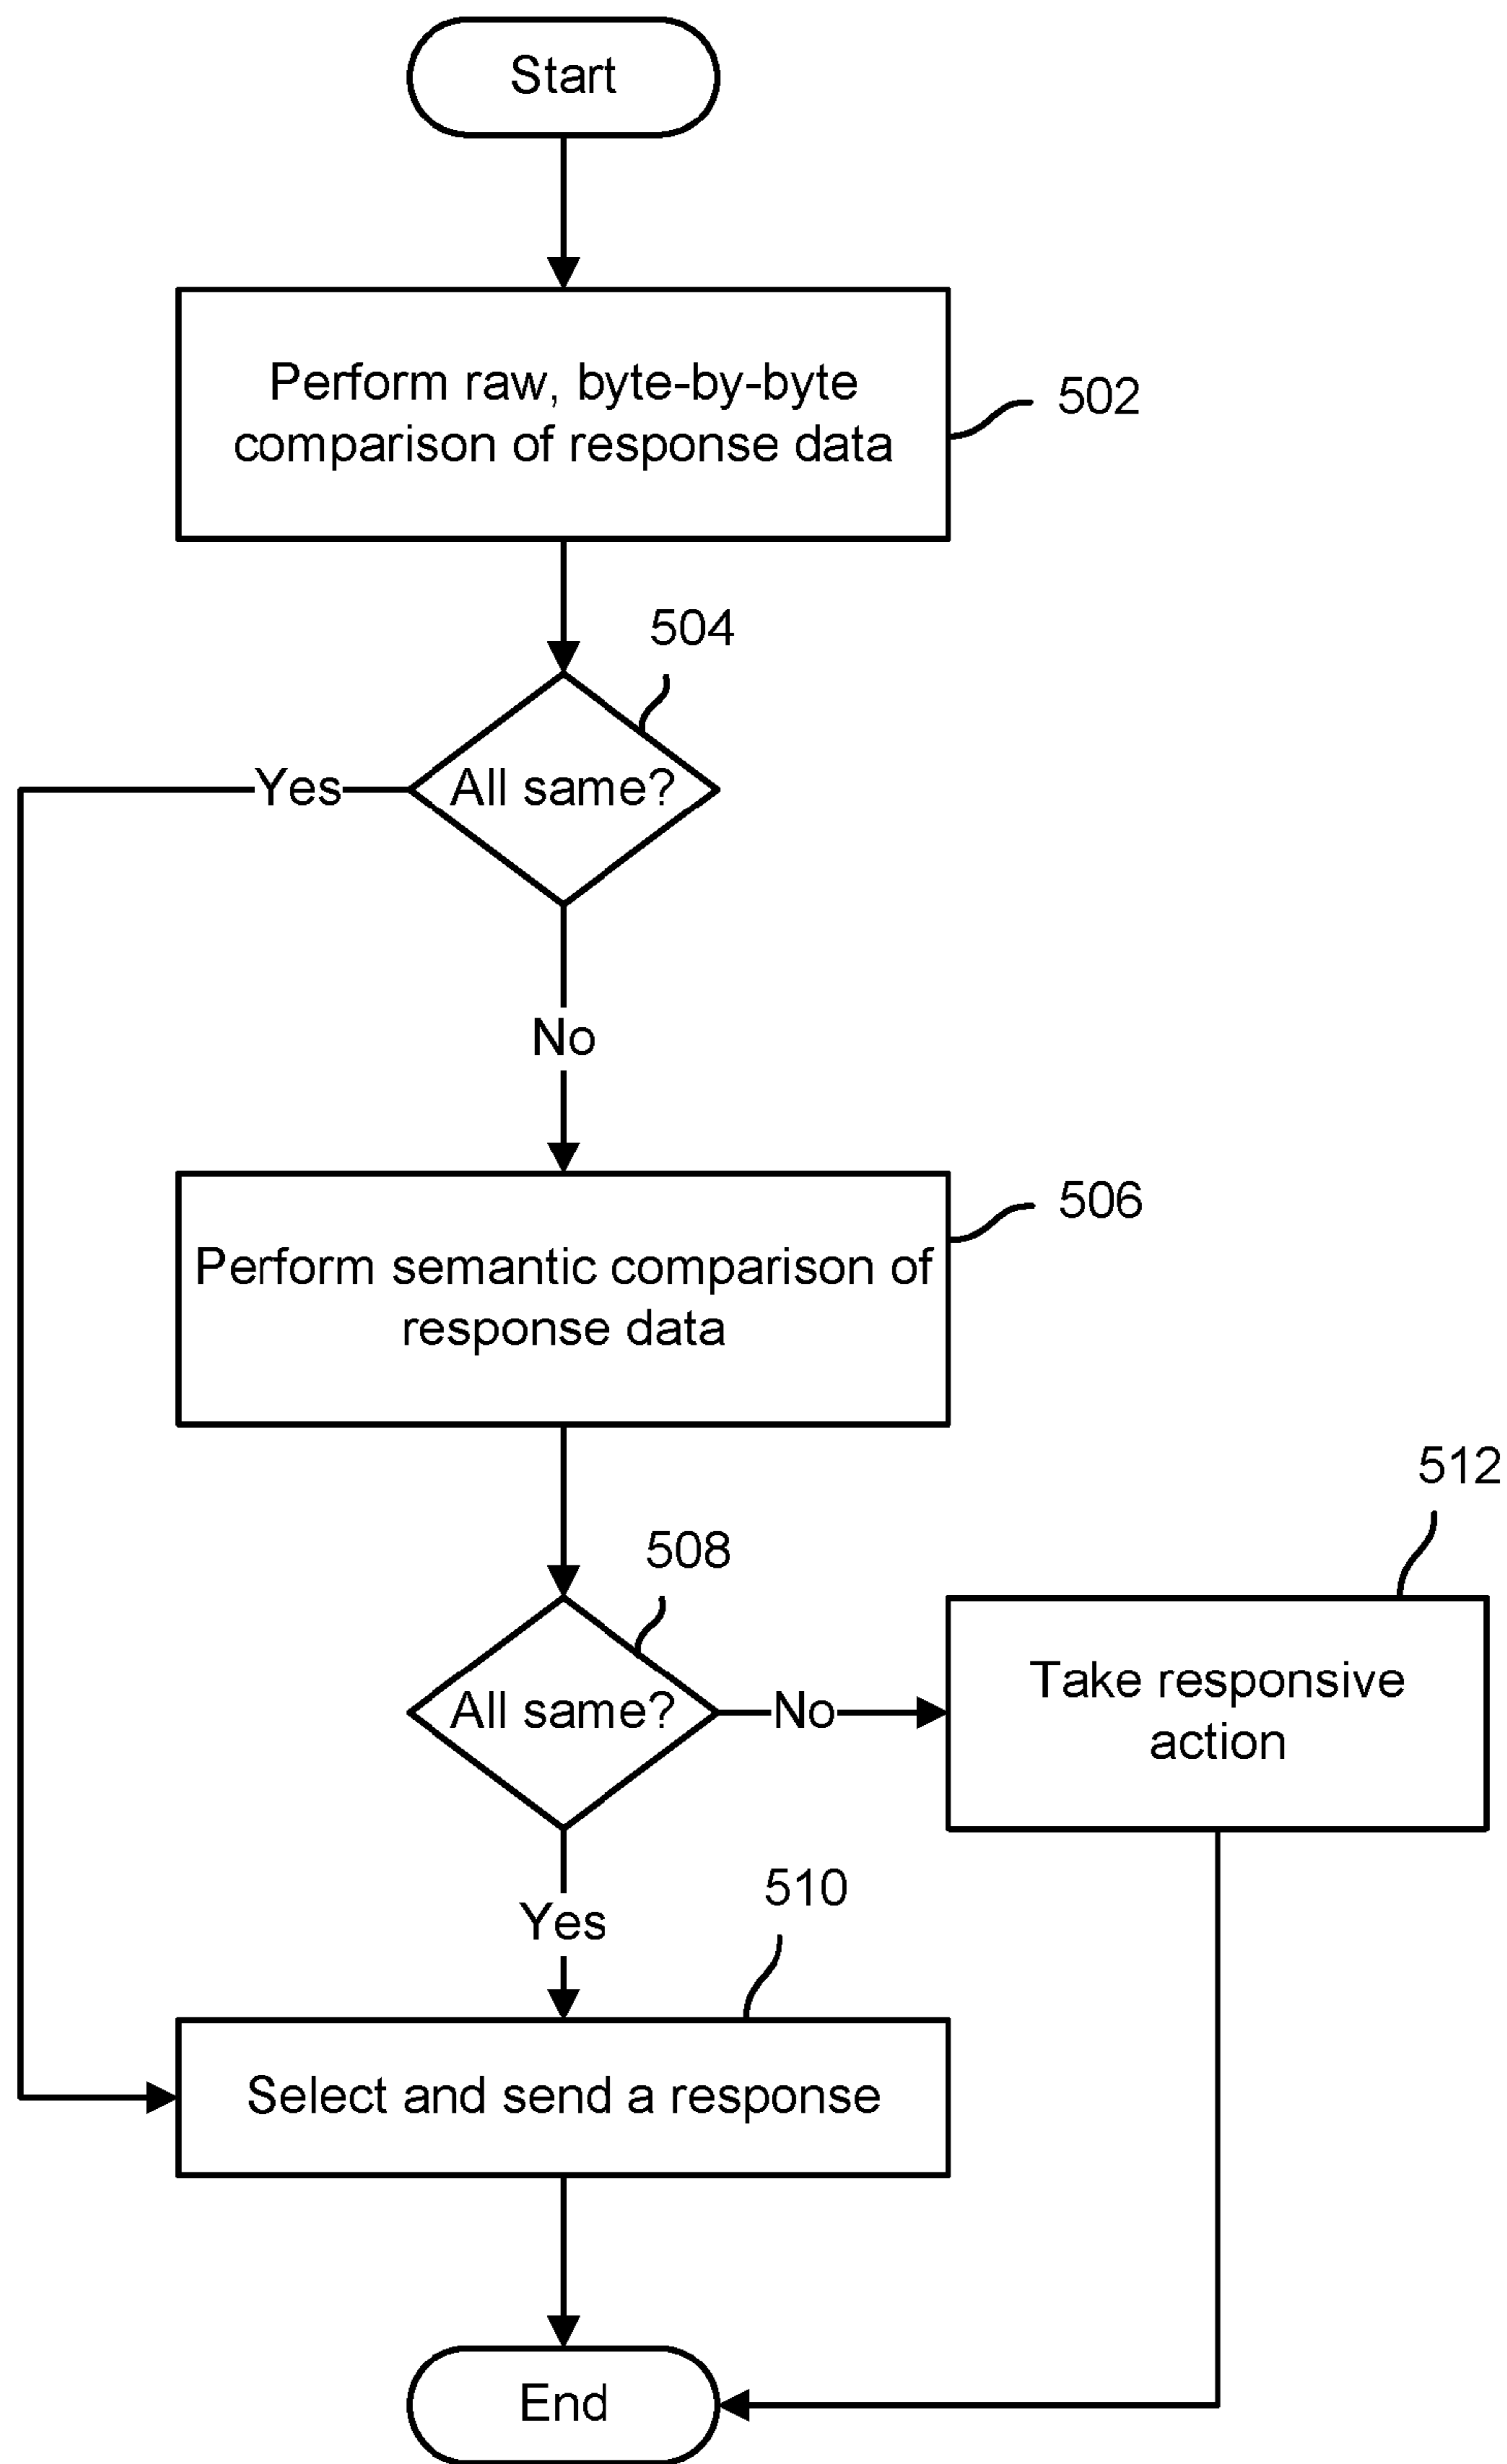 Start
Perform raw, byte-by-byte
comparison of response data
502
504
Yes
All same?
No
506
Perform semantic comparison of
response data
512
508
All same?
No
Take responsive
action
510
Yes
Select and send a response
End